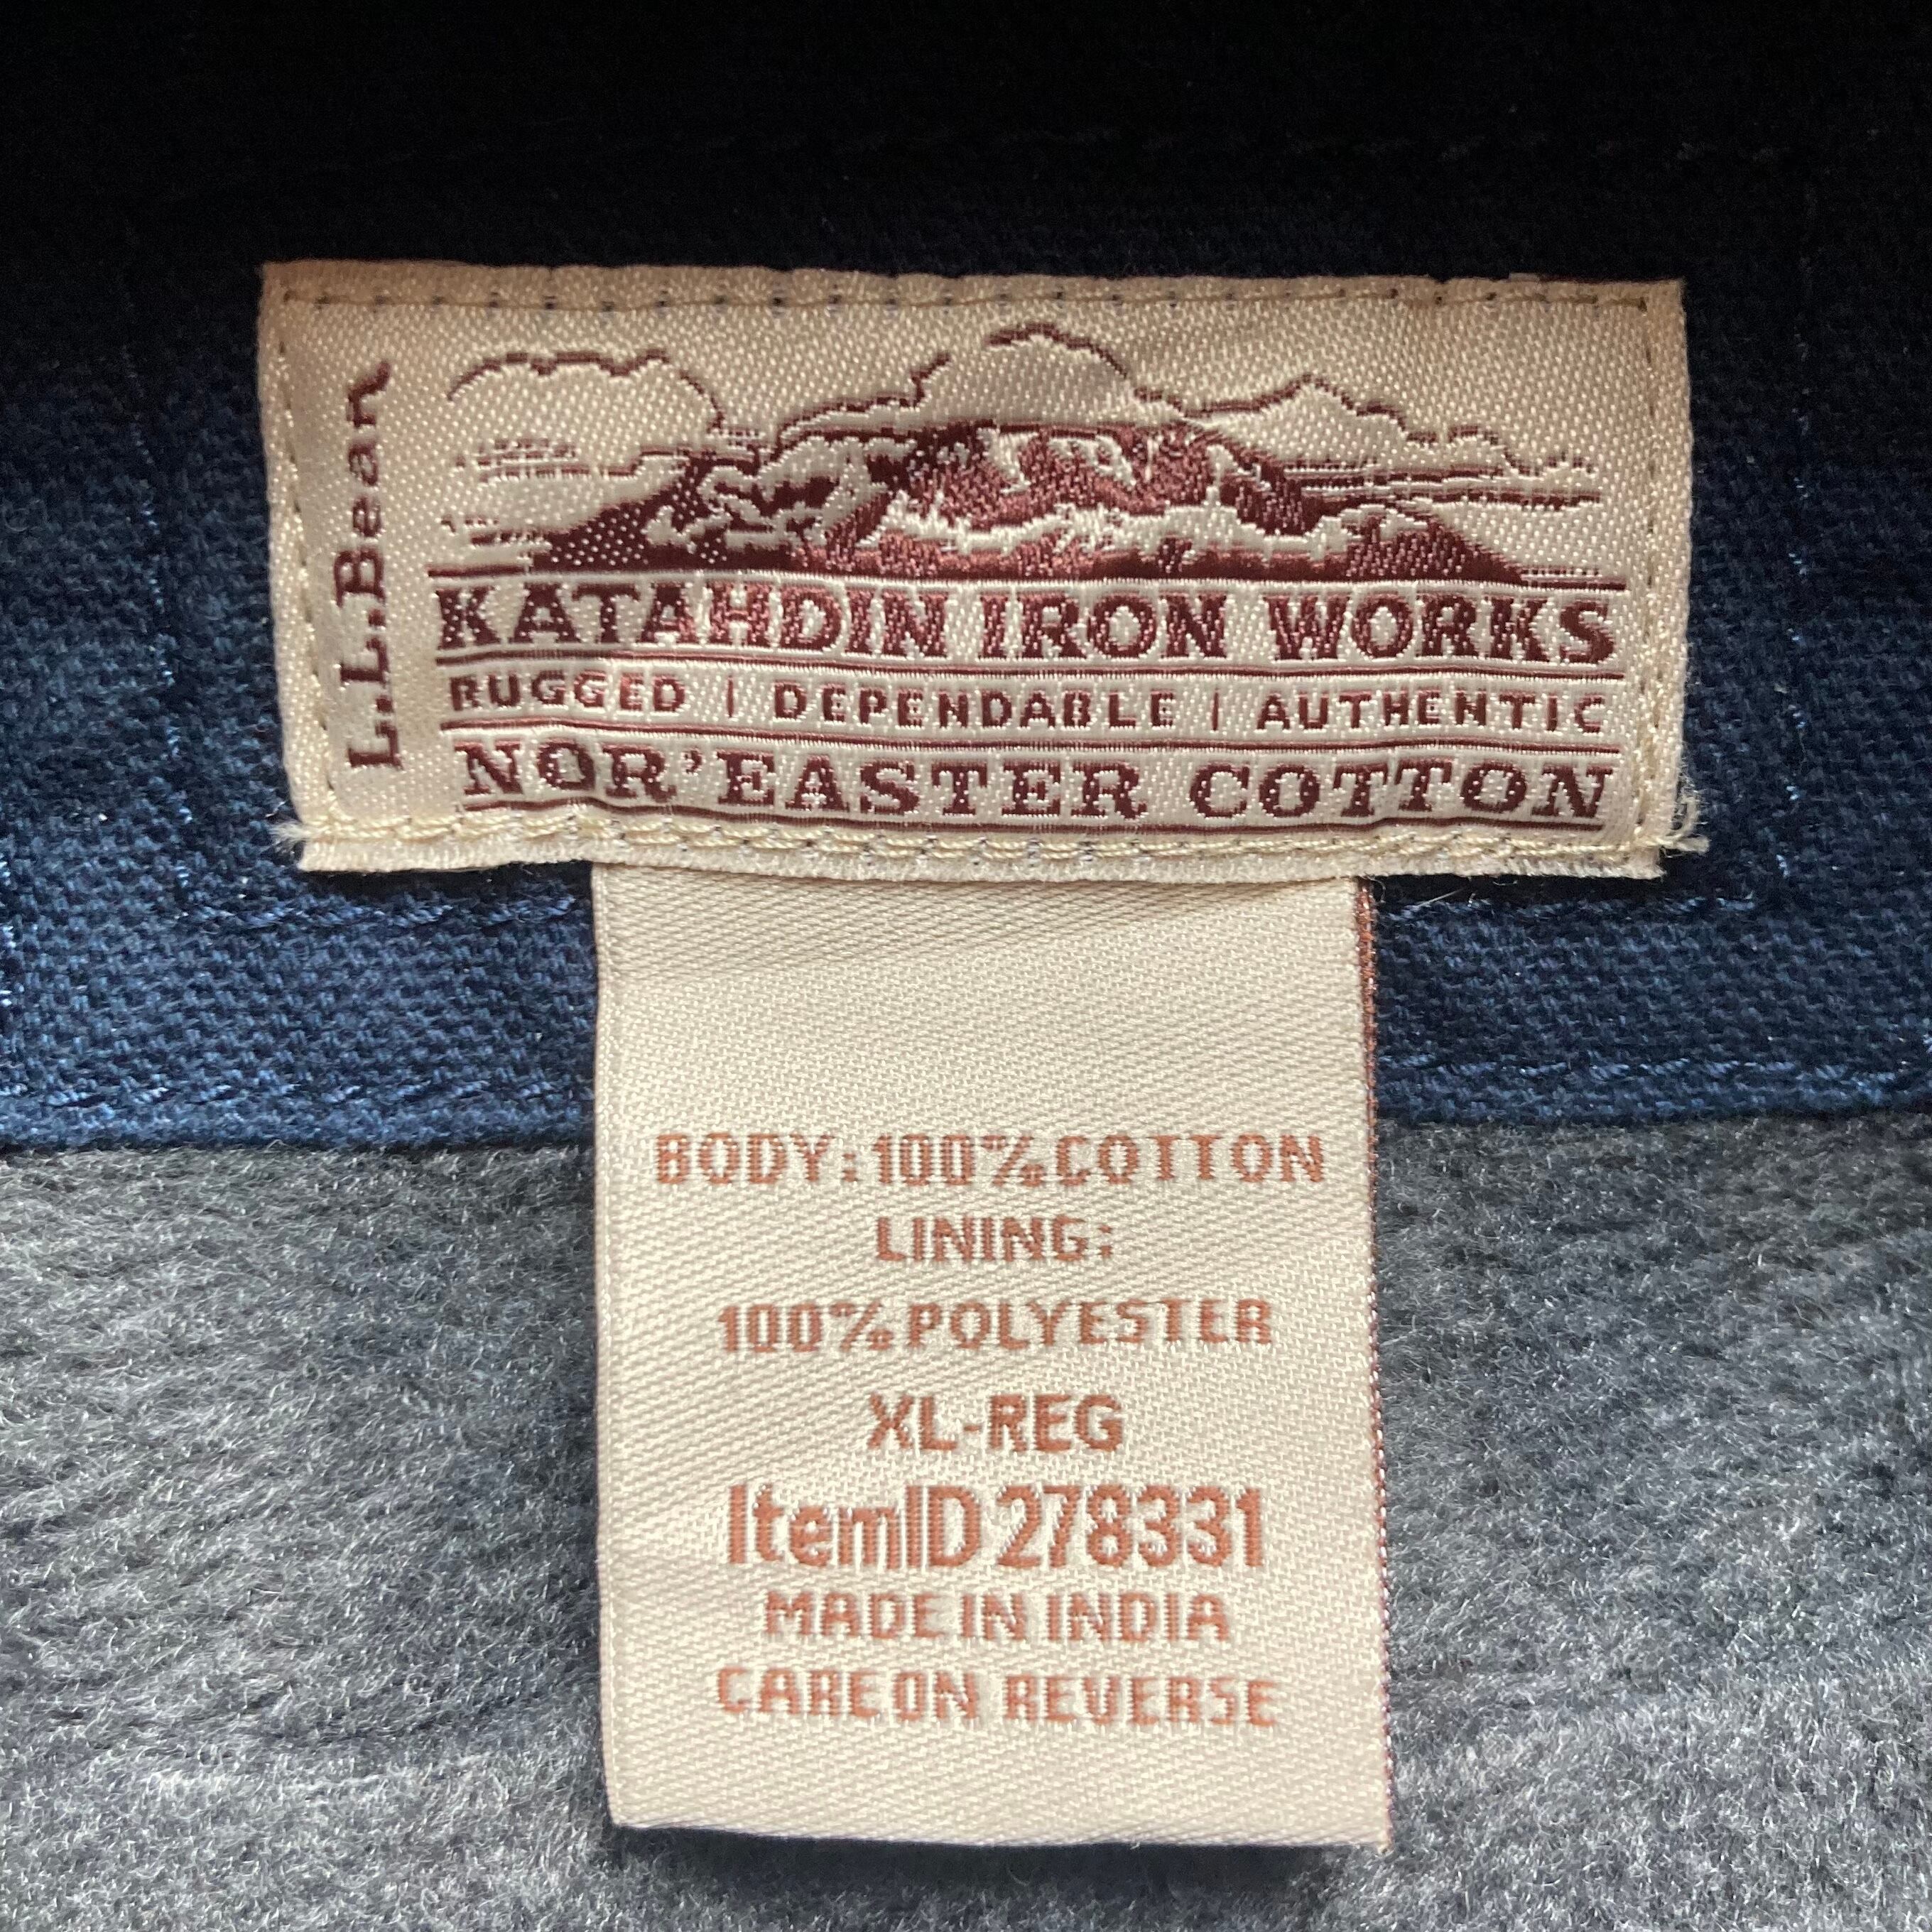 L.L.Bean
KATAHDIN IRON WORKS
RUGGED | DEPENDABLE | AUTHENTIC
NOR'EASTER COTTON
BODY: 100% COTTON
LINING:
100% POLYESTER
XL-REG
ItemID 278331
MADE IN INDIA
CARE ON REVERSE